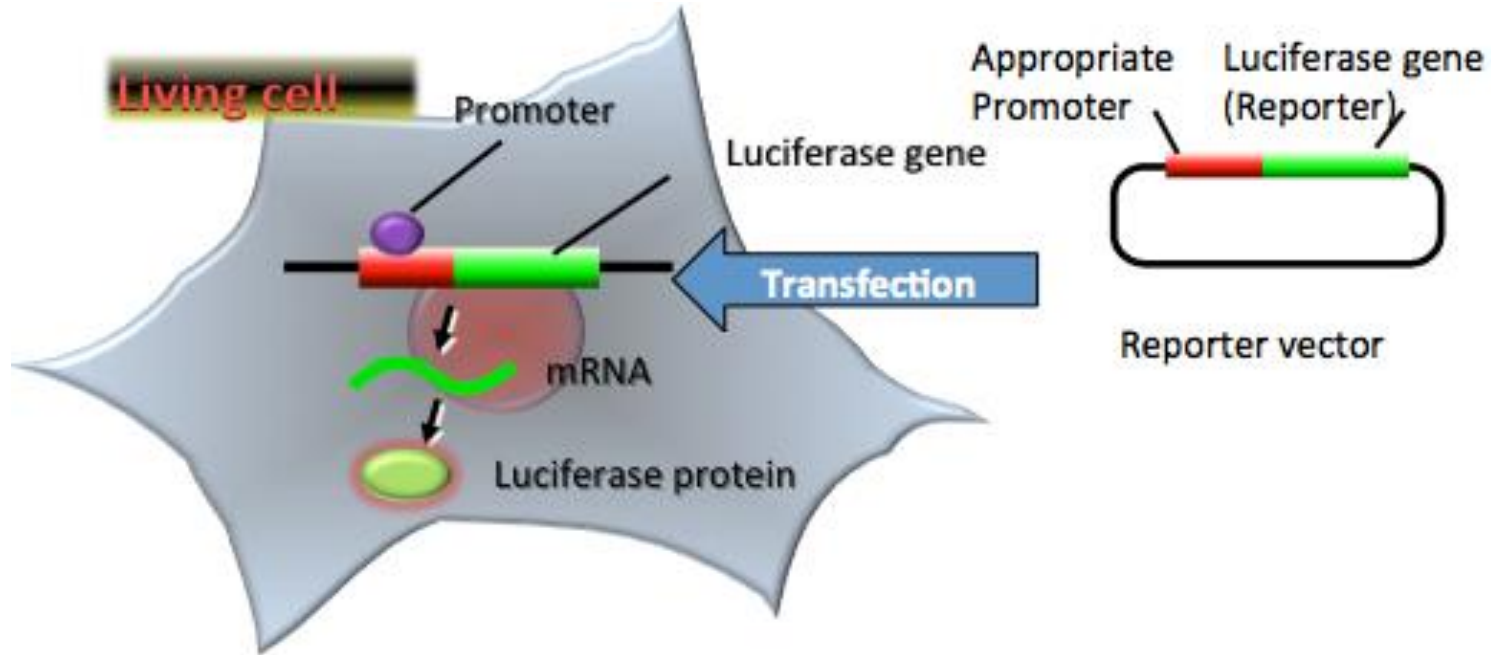 Living cell
Promoter
Luciferase gene
mRNA
Luciferase protein
Transfection
Appropriate
Promoter
Luciferase gene
(Reporter)
Reporter vector